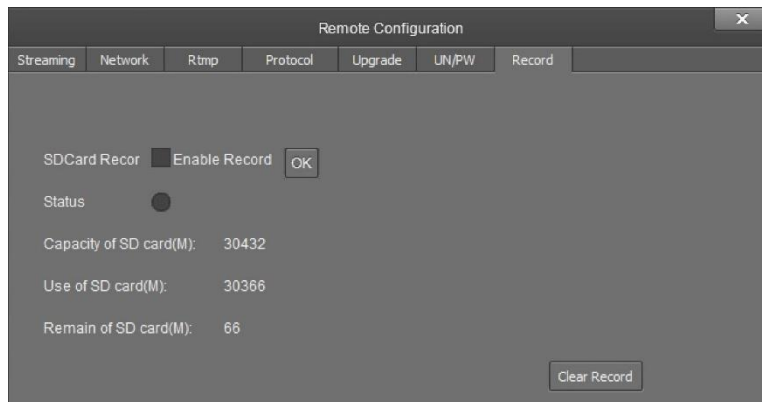 Remote Configuration
X
Streaming Network Rtmp Protocol Upgrade UN/PW Record
SDCard Recor Enable Record OK
Status
Capacity of SD card(M): 30432
Use of SD card(M): 30366
Remain of SD card(M): 66
Clear Record